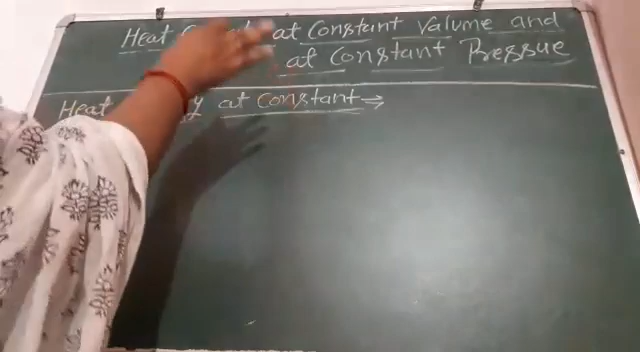 Heat at Constant Valume and
at Constant Pressue
Heat at Constant ⇒